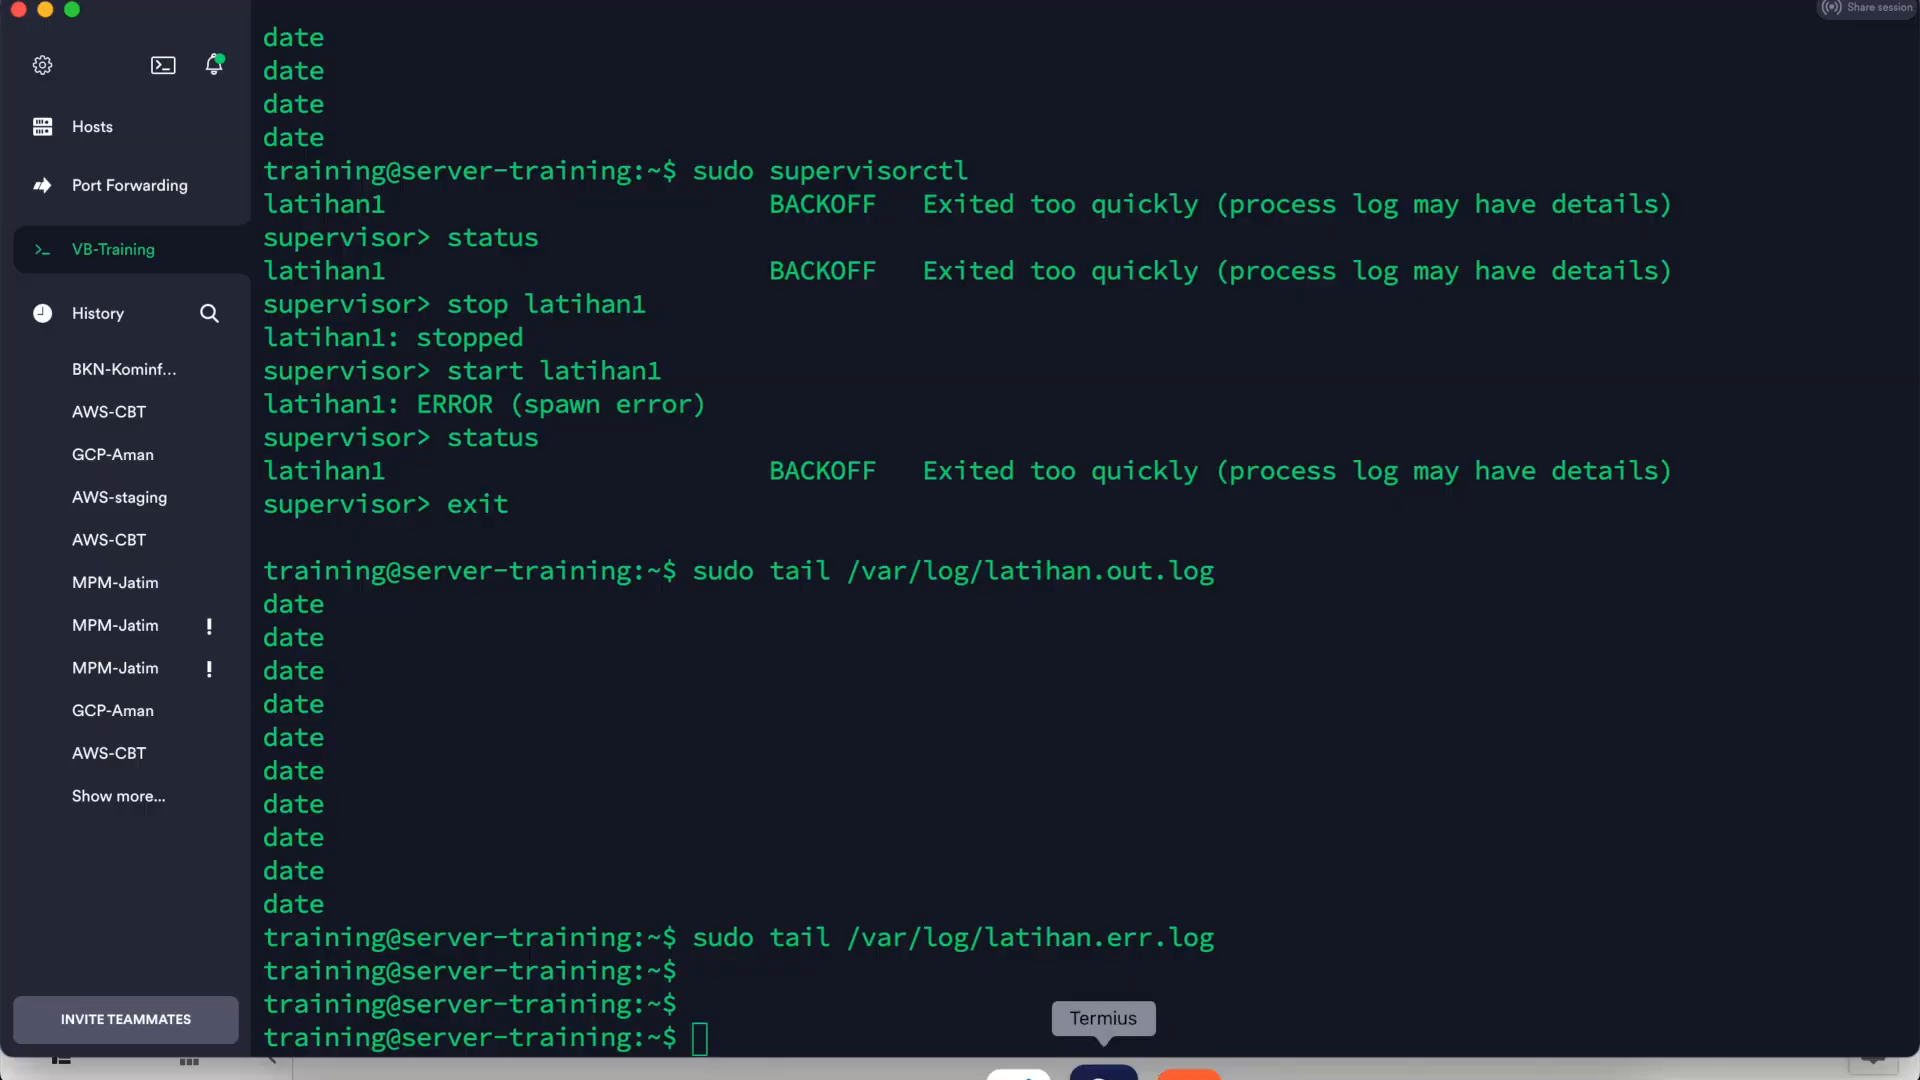 Share session
Hosts
Port Forwarding
VB-Training
History
BKN-Kominf...
AWS-CBT
GCP-Aman
AWS-staging
AWS-CBT
MPM-Jatim
MPM-Jatim !
MPM-Jatim !
GCP-Aman
AWS-CBT
Show more...
INVITE TEAMMATES
date
date
date
date
training@server-training:~$ sudo supervisorctl
latihan1 BACKOFF Exited too quickly (process log may have details)
supervisor> status
latihan1 BACKOFF Exited too quickly (process log may have details)
supervisor> stop latihan1
latihan1: stopped
supervisor> start latihan1
latihan1: ERROR (spawn error)
supervisor> status
latihan1 BACKOFF Exited too quickly (process log may have details)
supervisor> exit
training@server-training:~$ sudo tail /var/log/latihan.out.log
date
date
date
date
date
date
date
date
date
date
training@server-training:~$ sudo tail /var/log/latihan.err.log
training@server-training:~$
training@server-training:~$
training@server-training:~$
Termius